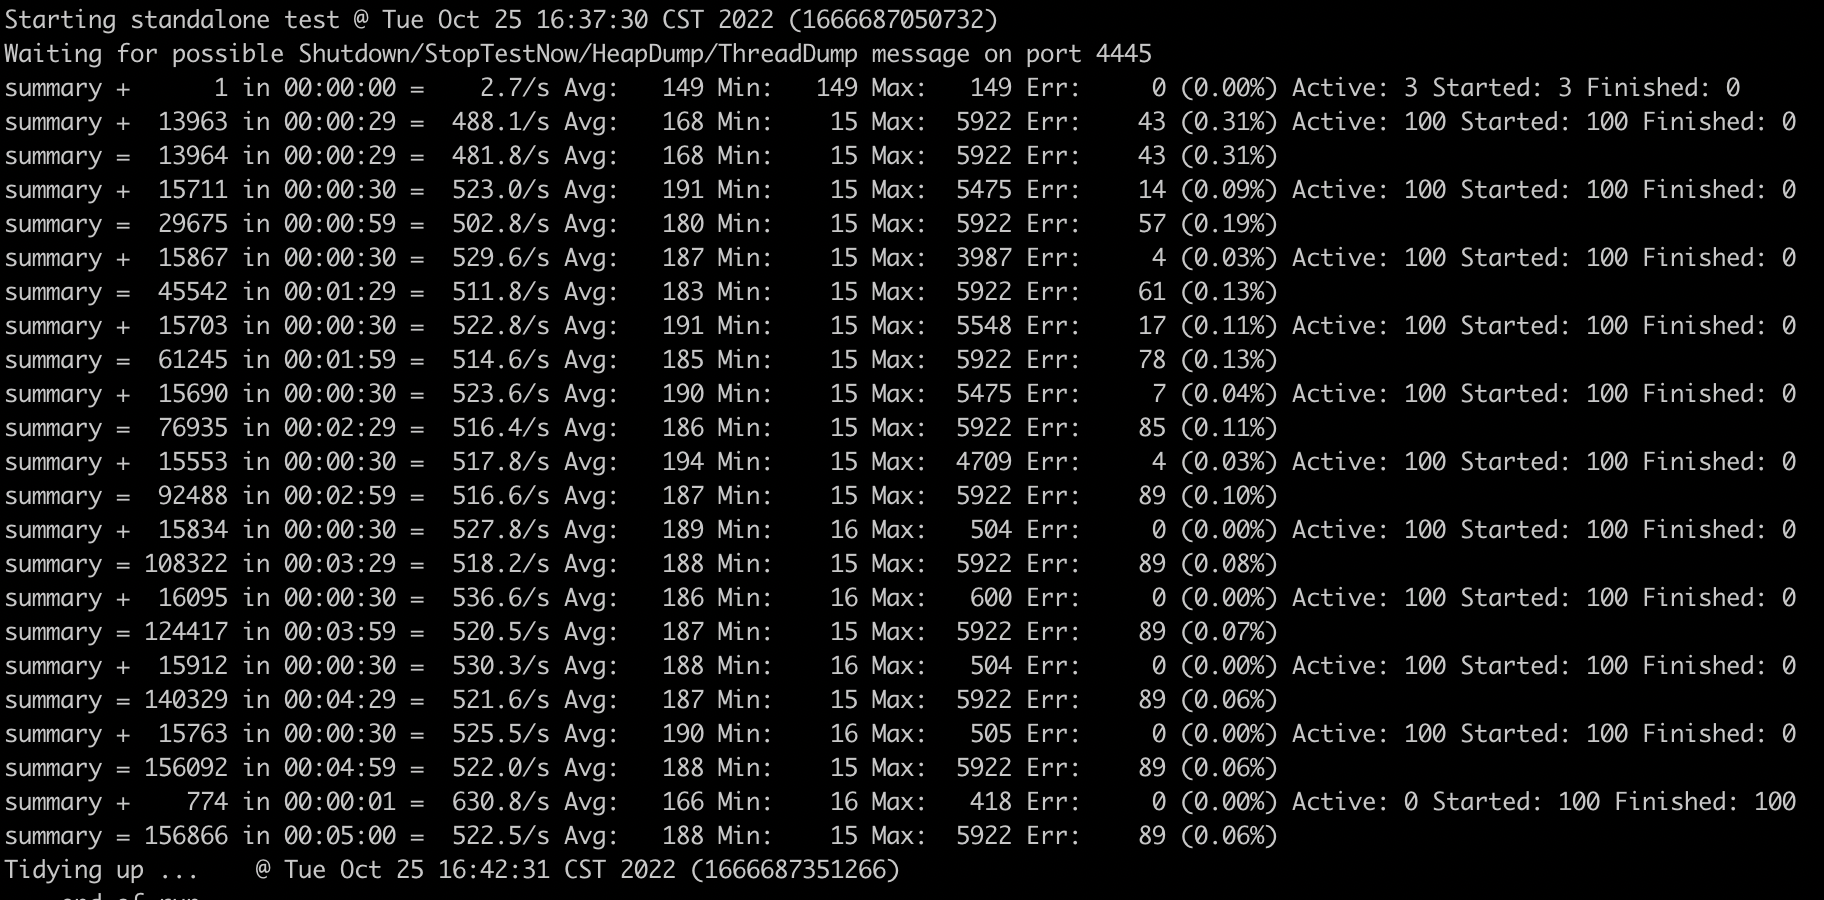 Starting standalone test @ Tue Oct 25 16:37:30 CST 2022 (1666687050732)
Waiting for possible Shutdown/StopTestNow/HeapDump/ThreadDump message on port 4445
summary +      1 in 00:00:00 =    2.7/s Avg:   149 Min:   149 Max:   149 Err:     0 (0.00%) Active: 3 Started: 3 Finished: 0
summary +  13963 in 00:00:29 =  488.1/s Avg:   168 Min:    15 Max:  5922 Err:    43 (0.31%) Active: 100 Started: 100 Finished: 0
summary =  13964 in 00:00:29 =  481.8/s Avg:   168 Min:    15 Max:  5922 Err:    43 (0.31%)
summary +  15711 in 00:00:30 =  523.0/s Avg:   191 Min:    15 Max:  5475 Err:    14 (0.09%) Active: 100 Started: 100 Finished: 0
summary =  29675 in 00:00:59 =  502.8/s Avg:   180 Min:    15 Max:  5922 Err:    57 (0.19%)
summary +  15867 in 00:00:30 =  529.6/s Avg:   187 Min:    15 Max:  3987 Err:     4 (0.03%) Active: 100 Started: 100 Finished: 0
summary =  45542 in 00:01:29 =  511.8/s Avg:   183 Min:    15 Max:  5922 Err:    61 (0.13%)
summary +  15703 in 00:00:30 =  522.8/s Avg:   191 Min:    15 Max:  5548 Err:    17 (0.11%) Active: 100 Started: 100 Finished: 0
summary =  61245 in 00:01:59 =  514.6/s Avg:   185 Min:    15 Max:  5922 Err:    78 (0.13%)
summary +  15690 in 00:00:30 =  523.6/s Avg:   190 Min:    15 Max:  5475 Err:     7 (0.04%) Active: 100 Started: 100 Finished: 0
summary =  76935 in 00:02:29 =  516.4/s Avg:   186 Min:    15 Max:  5922 Err:    85 (0.11%)
summary +  15553 in 00:00:30 =  517.8/s Avg:   194 Min:    15 Max:  4709 Err:     4 (0.03%) Active: 100 Started: 100 Finished: 0
summary =  92488 in 00:02:59 =  516.6/s Avg:   187 Min:    15 Max:  5922 Err:    89 (0.10%)
summary +  15834 in 00:00:30 =  527.8/s Avg:   189 Min:    16 Max:   504 Err:     0 (0.00%) Active: 100 Started: 100 Finished: 0
summary = 108322 in 00:03:29 =  518.2/s Avg:   188 Min:    15 Max:  5922 Err:    89 (0.08%)
summary +  16095 in 00:00:30 =  536.6/s Avg:   186 Min:    16 Max:   600 Err:     0 (0.00%) Active: 100 Started: 100 Finished: 0
summary = 124417 in 00:03:59 =  520.5/s Avg:   187 Min:    15 Max:  5922 Err:    89 (0.07%)
summary +  15912 in 00:00:30 =  530.3/s Avg:   188 Min:    16 Max:   504 Err:     0 (0.00%) Active: 100 Started: 100 Finished: 0
summary = 140329 in 00:04:29 =  521.6/s Avg:   187 Min:    15 Max:  5922 Err:    89 (0.06%)
summary +  15763 in 00:00:30 =  525.5/s Avg:   190 Min:    16 Max:   505 Err:     0 (0.00%) Active: 100 Started: 100 Finished: 0
summary = 156092 in 00:04:59 =  522.0/s Avg:   188 Min:    15 Max:  5922 Err:    89 (0.06%)
summary +    774 in 00:00:01 =  630.8/s Avg:   166 Min:    16 Max:   418 Err:     0 (0.00%) Active: 0 Started: 100 Finished: 100
summary = 156866 in 00:05:00 =  522.5/s Avg:   188 Min:    15 Max:  5922 Err:    89 (0.06%)
Tidying up ...    @ Tue Oct 25 16:42:31 CST 2022 (1666687351266)